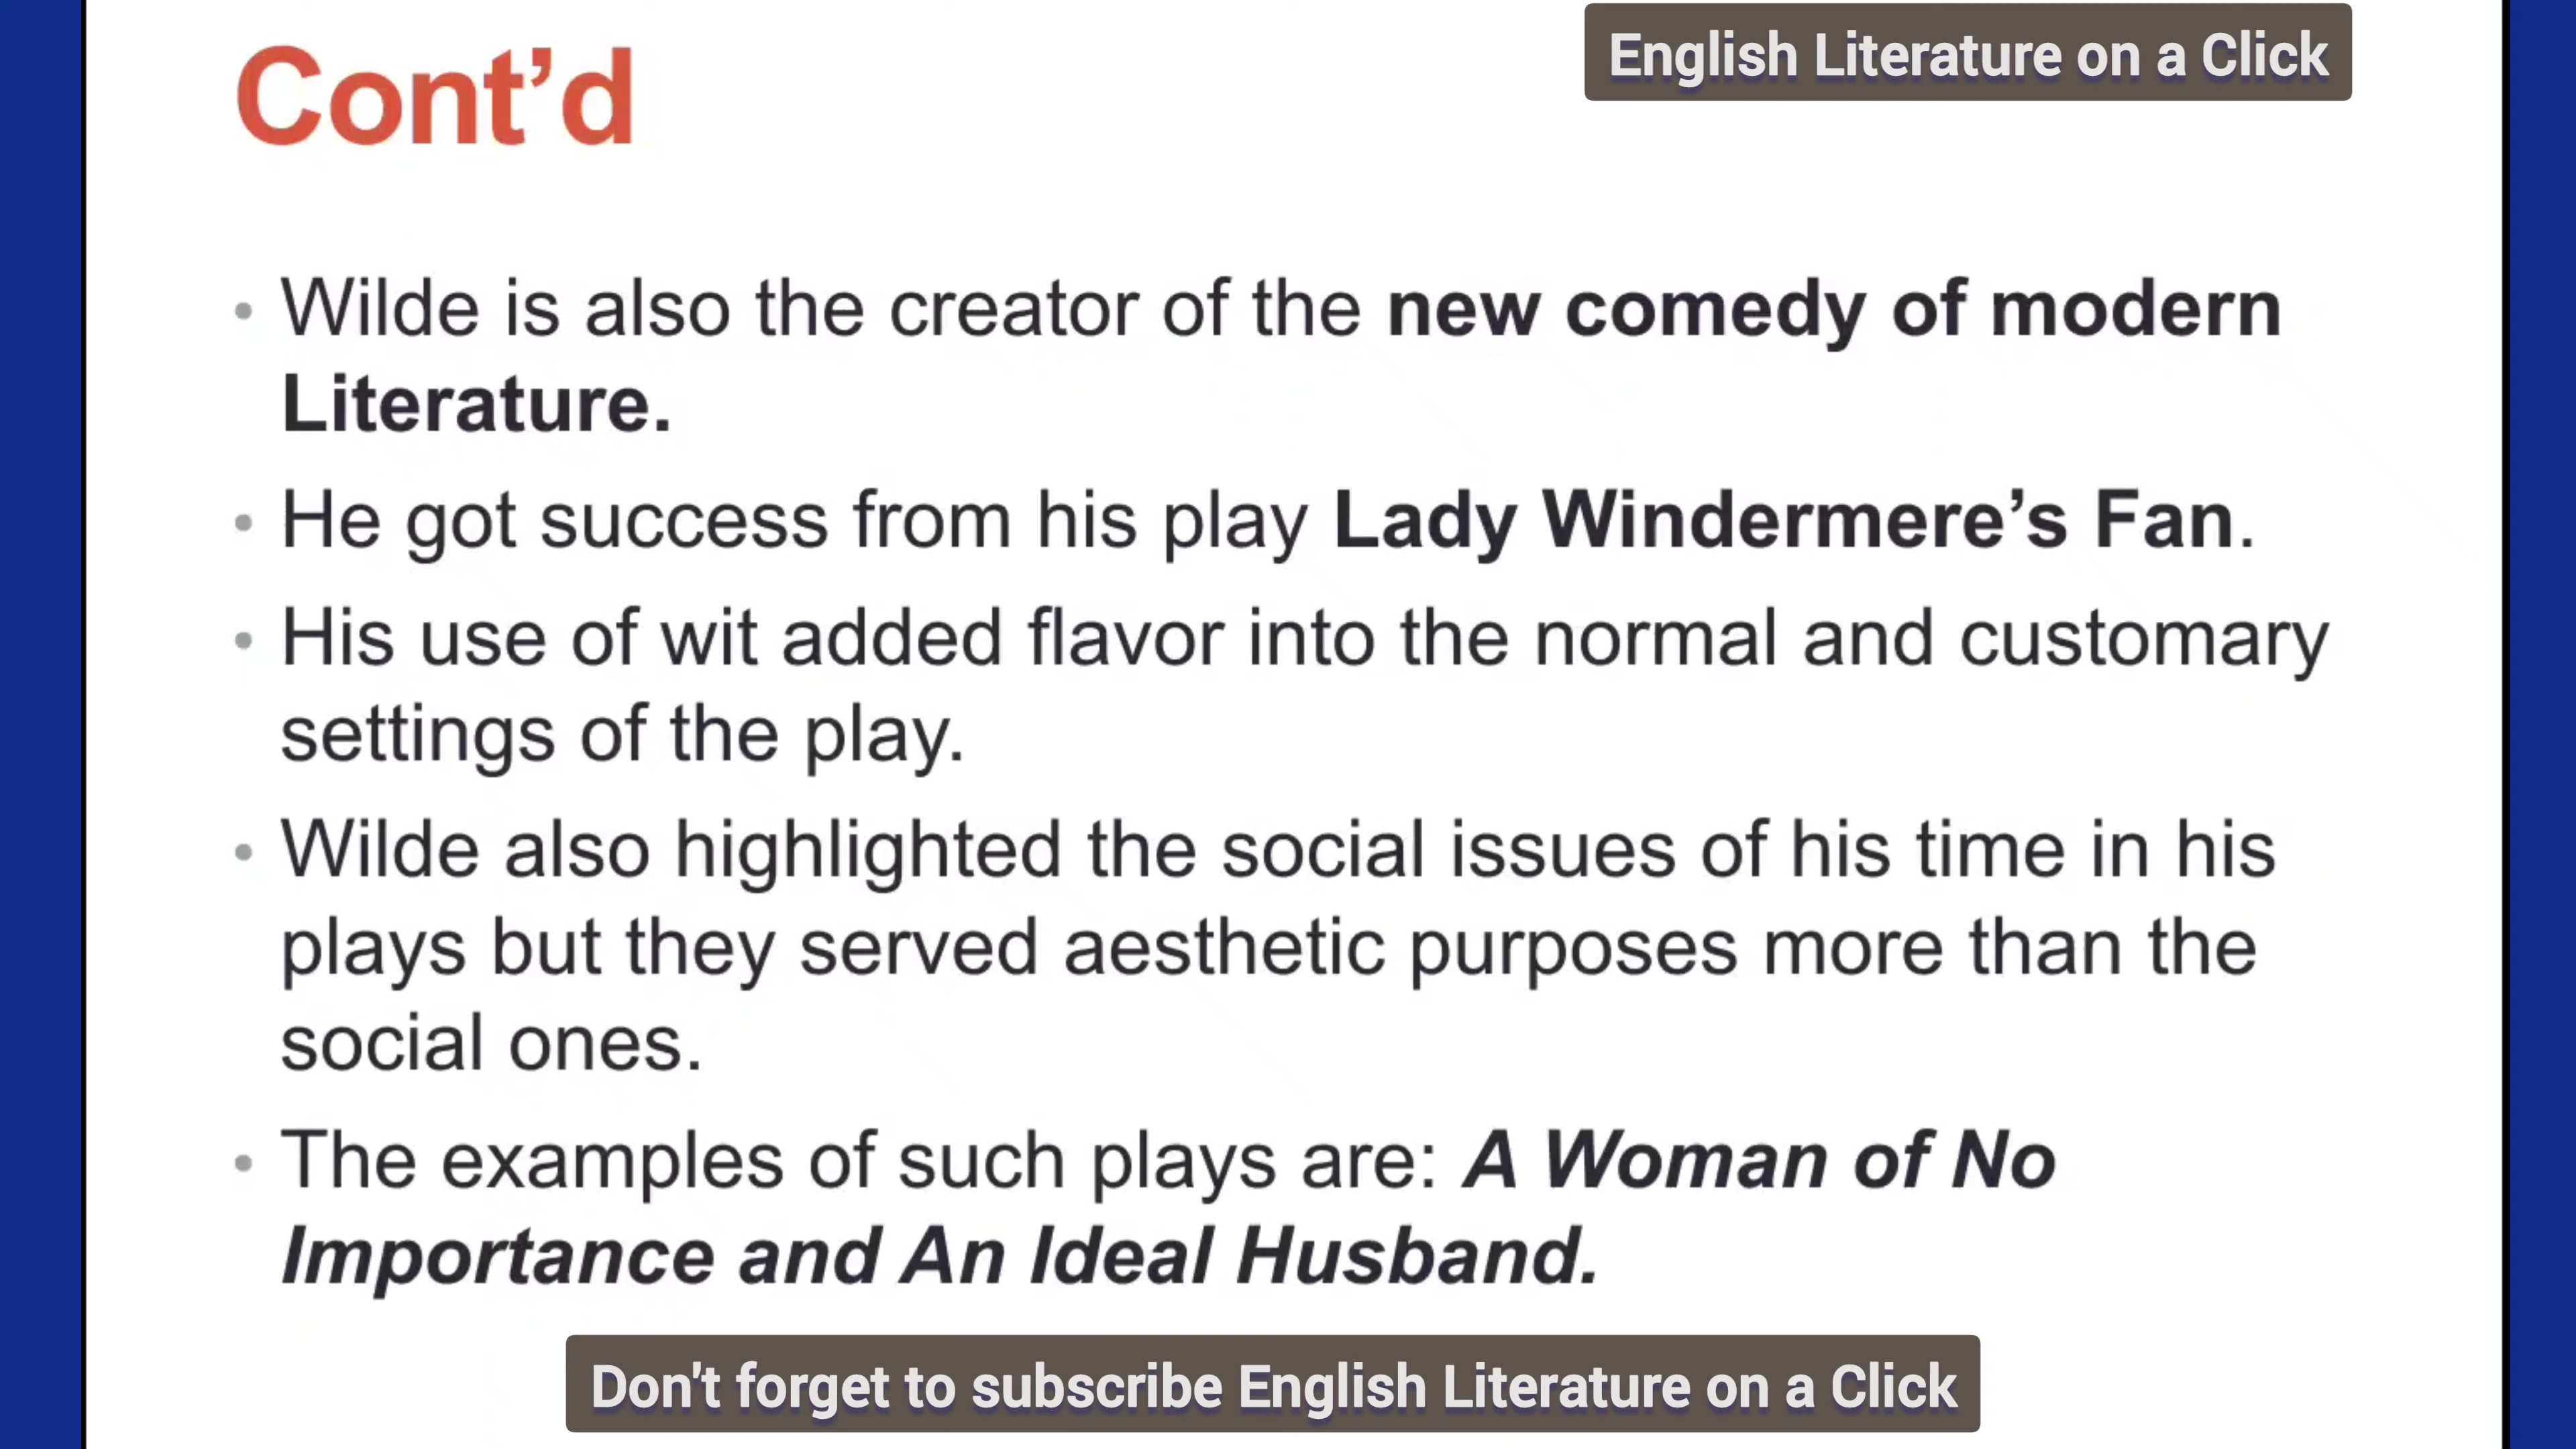 Cont’d
English Literature on a Click
• Wilde is also the creator of the new comedy of modern
Literature.
• He got success from his play Lady Windermere’s Fan.
• His use of wit added flavor into the normal and customary
settings of the play.
• Wilde also highlighted the social issues of his time in his
plays but they served aesthetic purposes more than the
social ones.
• The examples of such plays are: A Woman of No
Importance and An Ideal Husband.
Don't forget to subscribe English Literature on a Click